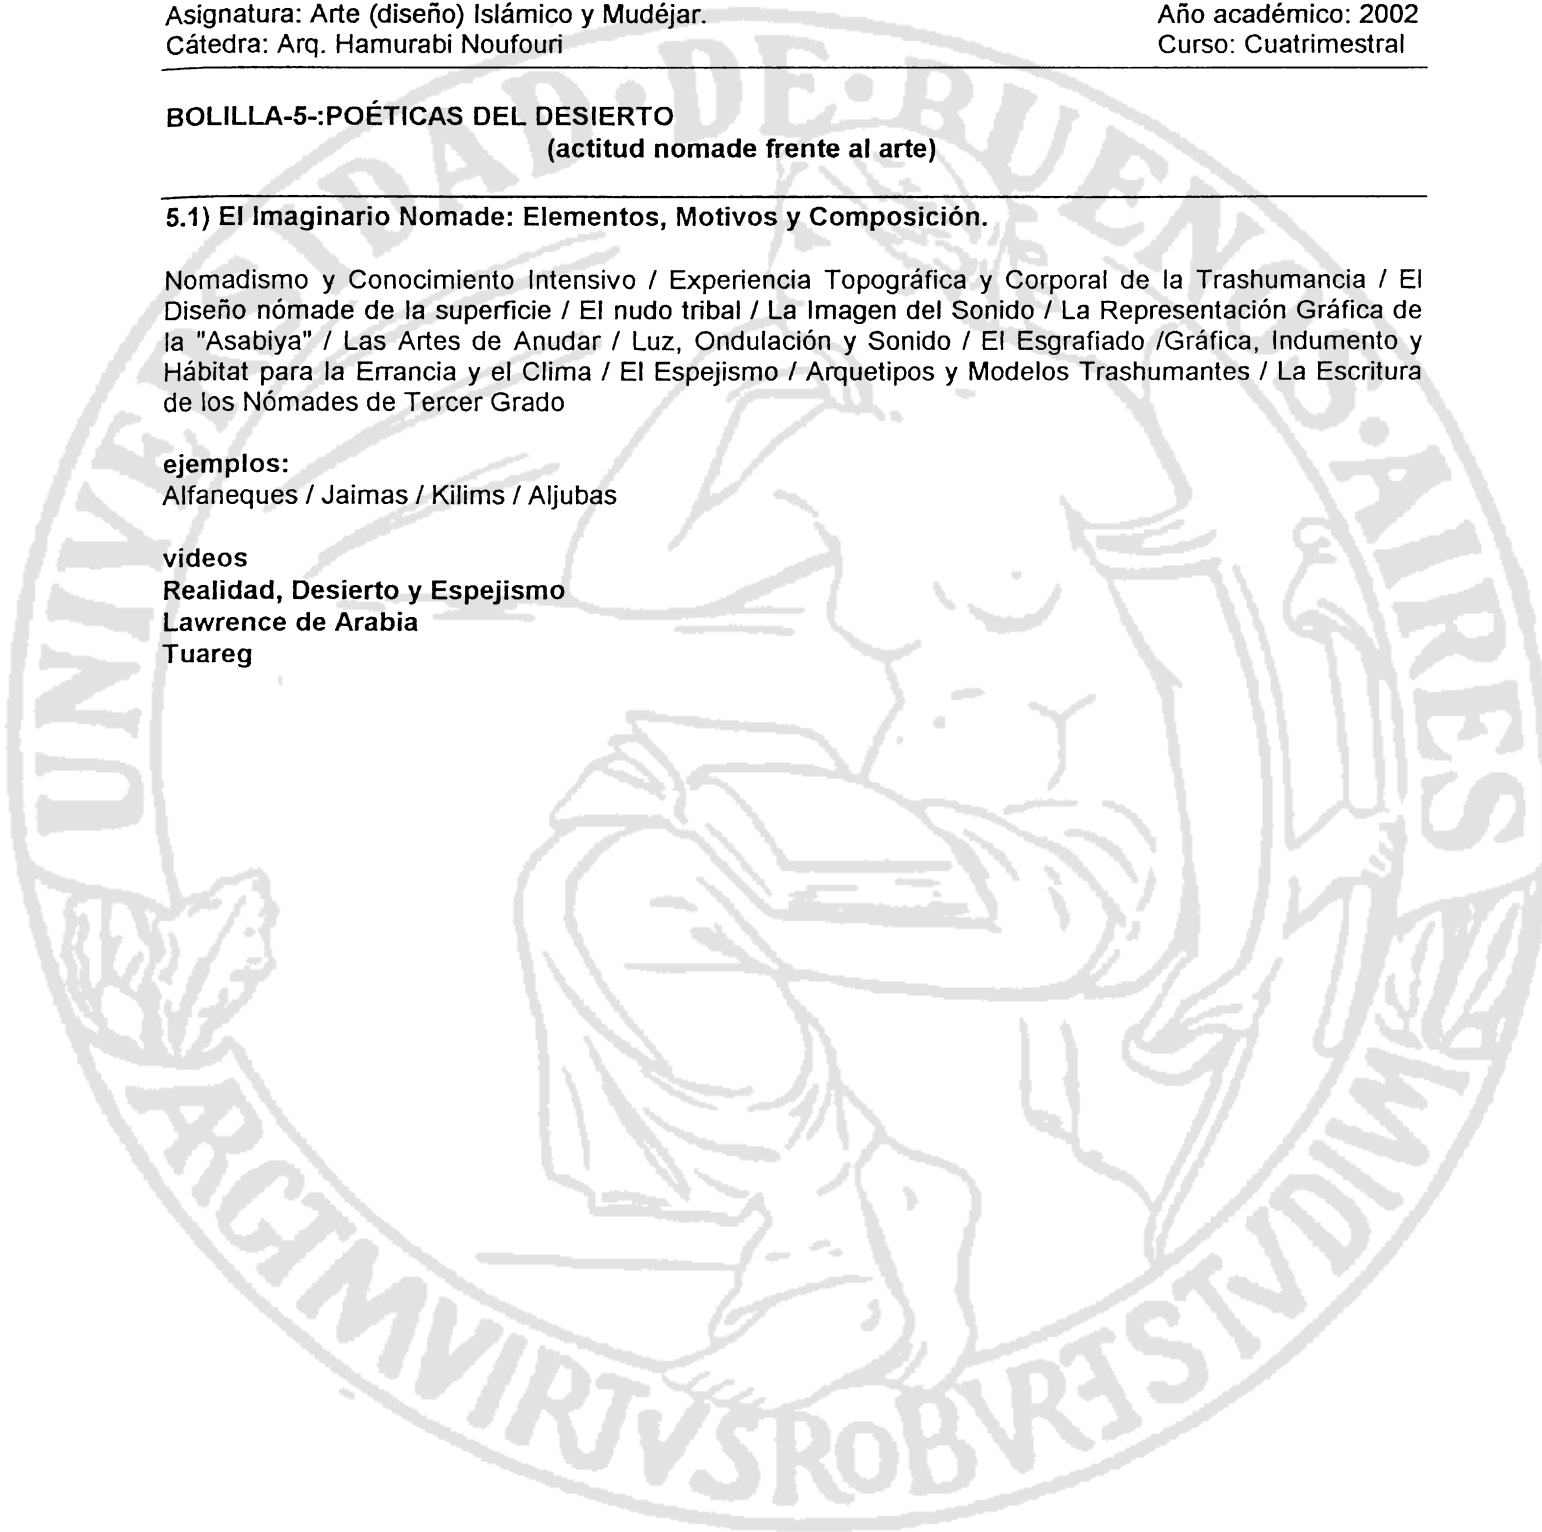 Asignatura: Arte (diseño) Islámico y Mudéjar. Año académico: 2002
Cátedra: Arq. Hamurabi Noufouri Curso: Cuatrimestral
BOLILLA-5-:POÉTICAS DEL DESIERTO
(actitud nomade frente al arte)
5.1) El Imaginario Nomade: Elementos, Motivos y Composición.
Nomadismo y Conocimiento Intensivo / Experiencia Topográfica y Corporal de la Trashumancia / El
Diseño nómade de la superficie / El nudo tribal / La Imagen del Sonido / La Representación Gráfica de
la "Asabiya" / Las Artes de Anudar / Luz, Ondulación y Sonido / El Esgrafiado /Gráfica, Indumento y
Hábitat para la Errancia y el Clima / El Espejismo / Arquetipos y Modelos Trashumantes / La Escritura
de los Nómades de Tercer Grado
ejemplos:
Alfaneques / Jaimas / Kilims / Aljubas
videos
Realidad, Desierto y Espejismo
Lawrence de Arabia
Tuareg
UNIVERSIDAD·DE·BUENOS·AIRES
ARGTMVIRTVSROBVRETSTVDIVM